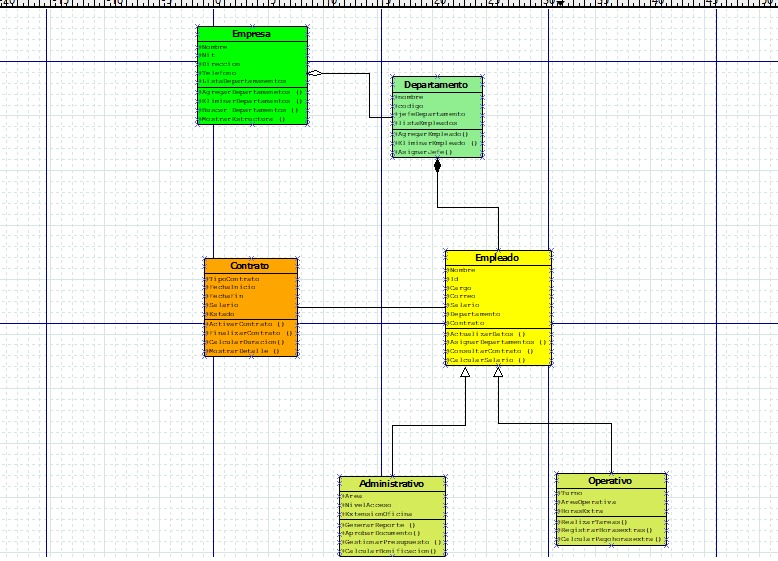 Empresa
+Nombre
+Nit
+Direccion
+Telefono
+ListaDepartamenentos
+AgregarDepartamentos ()
+EliminarDepartamentos ()
+Buscar Departamentos ()
+MostrarEstructura ()
Departamento
+nombre
+codigo
+jefeDepartamento
+listaEmpleados
+AgregarEmpleado()
+EliminarEmpleado ()
+AsignarJefe()
Contrato
+TipoContrato
+FechaInicio
+FechaFin
+Salario
+Estado
+ActivarContrato ()
+FinalizarContrato ()
+CalcularDuracion()
+MostrarDetalle ()
Empleado
+Nombre
+Id
+Cargo
+Correo
+Salario
+Departamento
+Contrato
+ActualizarDatos ()
+AsignarDepartamentos ()
+ConsultarContrato ()
+CalcularSalario ()
Administrativo
+Area
+NivelAcceso
+ExtensionOficina
+GenerarReporte ()
+AprobarDocumento()
+GestionarPresupuesto ()
+CalcularBonificacion()
Operativo
+Turno
+AreaOperativa
+HorasExtra
+RealizarTareas()
+RegistrarHorasextras()
+CalcularPagohorasextra()